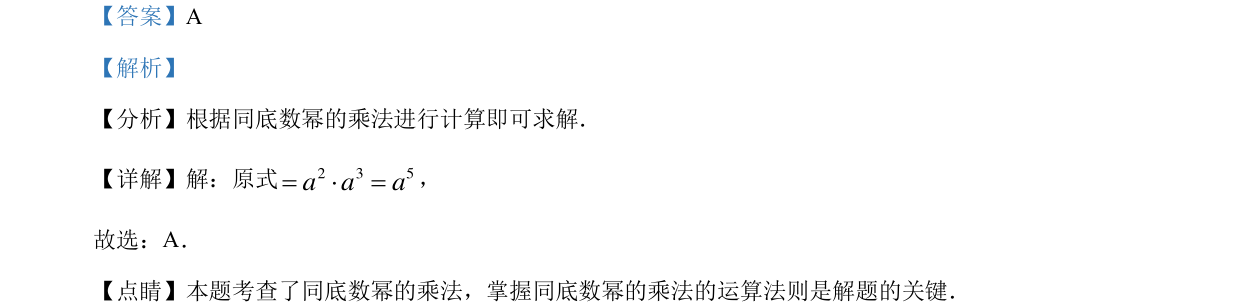 【答案】A
【解析】
【分析】根据同底数幂的乘法进行计算即可求解．
【详解】解：原式 = a² · a³ = a⁵，
故选：A．
【点睛】本题考查了同底数幂的乘法，掌握同底数幂的乘法的运算法则是解题的关键．